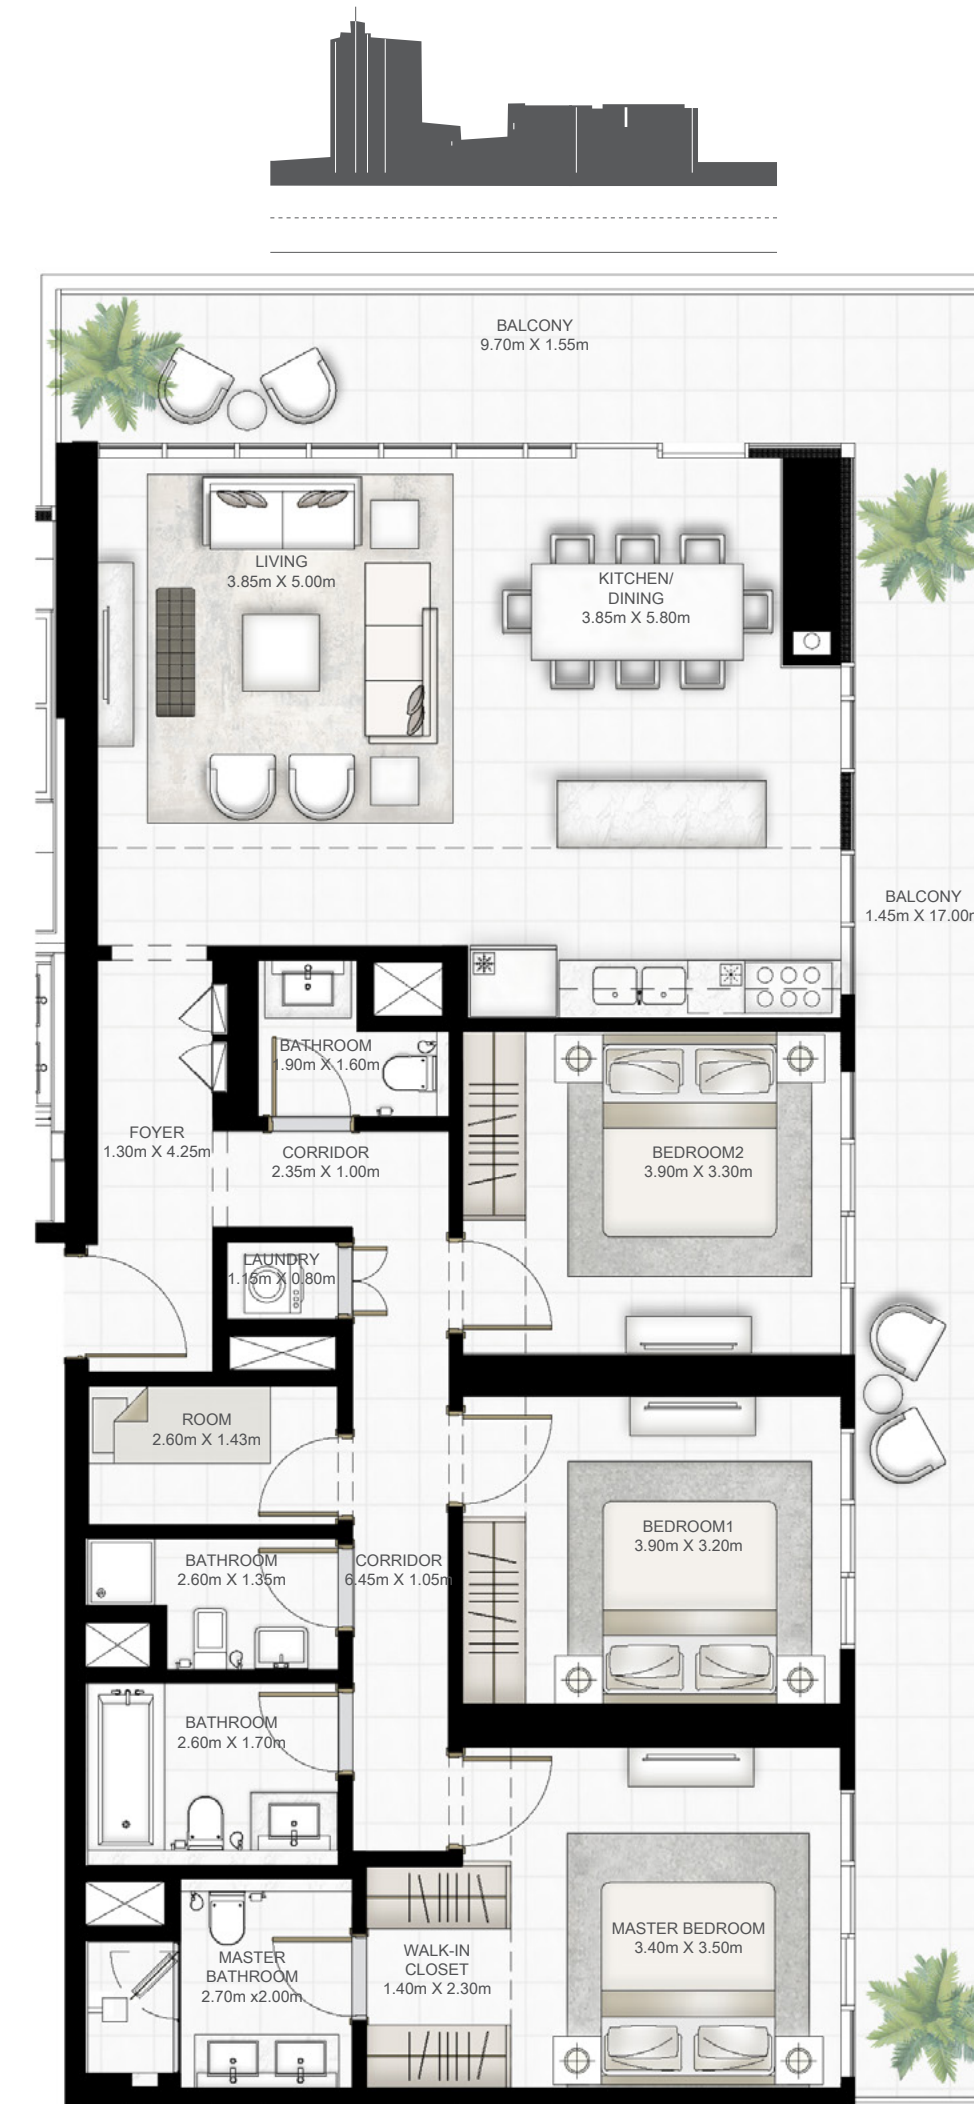 BALCONY
9.70m X 1.55m
LIVING
3.85m X 5.00m
KITCHEN/
DINING
3.85m X 5.80m
BALCONY
1.45m X 17.00m
BATHROOM
1.90m X 1.60m
FOYER
1.30m X 4.25m
CORRIDOR
2.35m X 1.00m
BEDROOM2
3.90m X 3.30m
LAUNDRY
1.15m X 0.80m
ROOM
2.60m X 1.43m
BEDROOM1
3.90m X 3.20m
BATHROOM
2.60m X 1.35m
CORRIDOR
6.45m X 1.05m
BATHROOM
2.60m X 1.70m
MASTER BEDROOM
3.40m X 3.50m
WALK-IN
CLOSET
1.40m X 2.30m
MASTER
BATHROOM
2.70m x2.00m